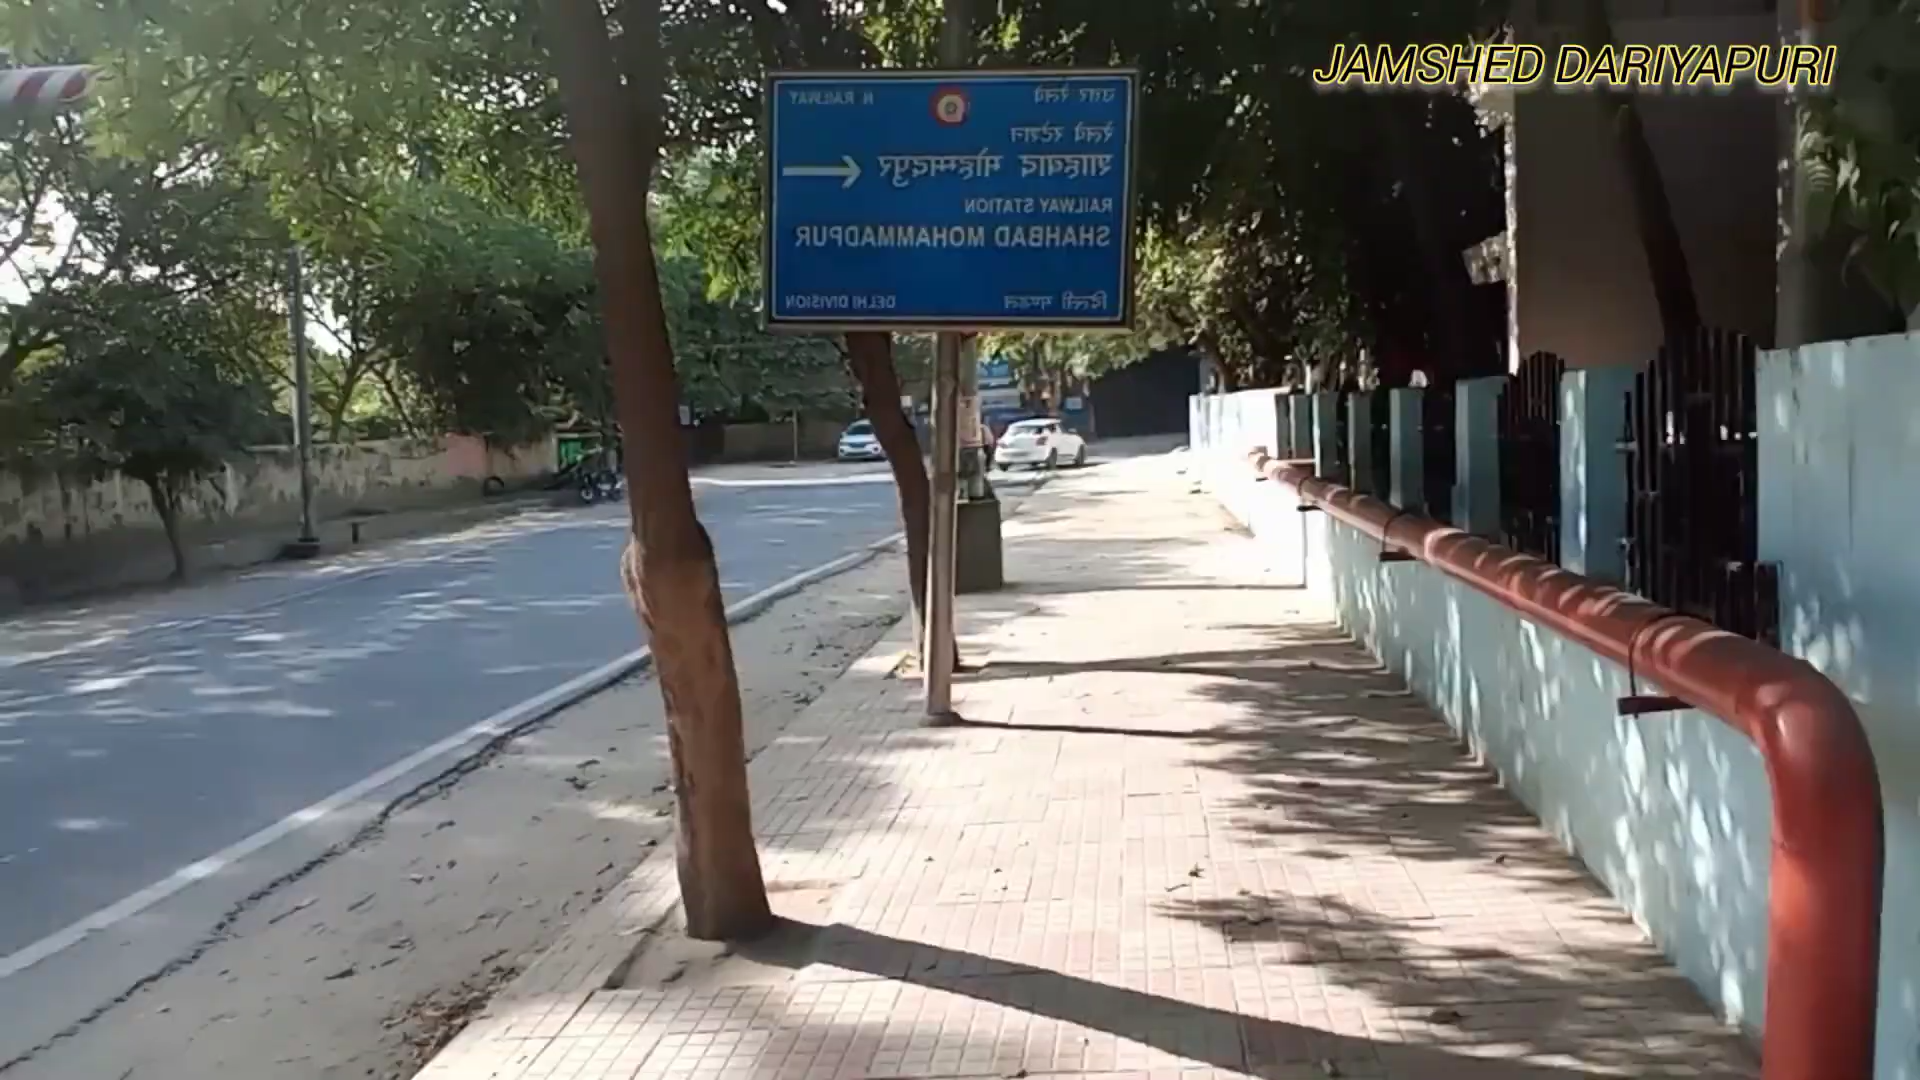 JAMSHED DARIYAPURI
उत्तर रेलवे N. RAILWAY
रेलवे स्टेशन
शाहबाद मोहम्मदपुर
RAILWAY STATION
SHAHBAD MOHAMMADPUR
दिल्ली मण्डल DELHI DIVISION